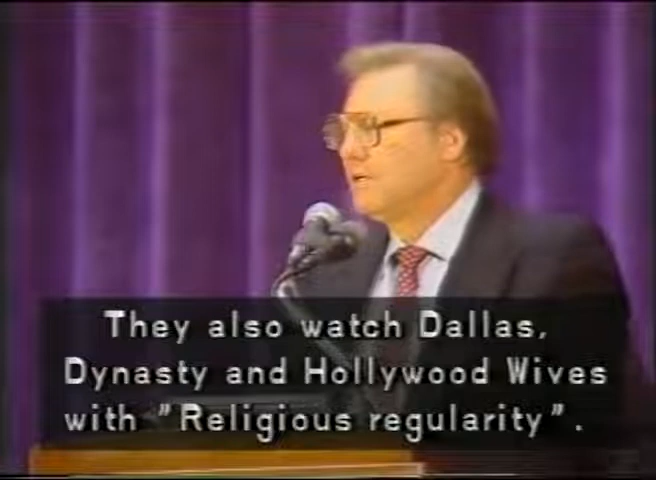 They also watch Dallas,
Dynasty and Hollywood Wives
with "Religious regularity".